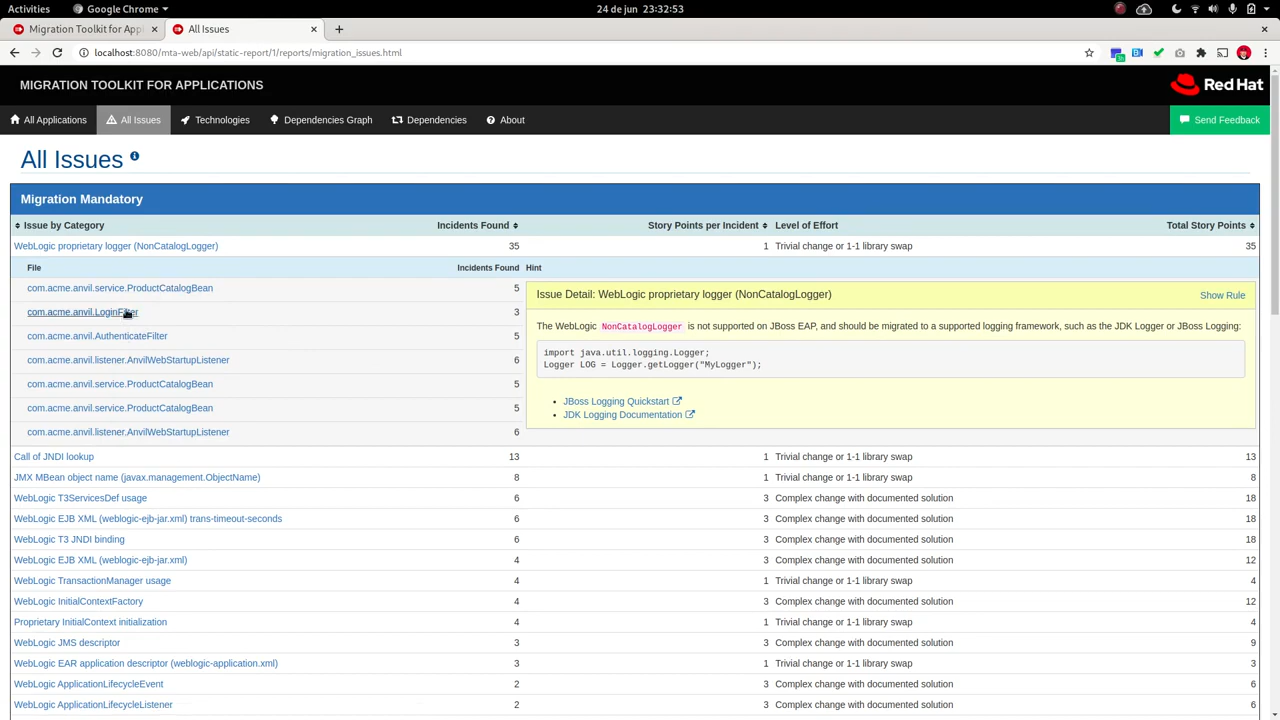 Activities Google Chrome 24 de jun 23:32:53
Migration Toolkit for Appl All Issues
localhost:8080/mta-web/api/static-report/1/reports/migration_issues.html
MIGRATION TOOLKIT FOR APPLICATIONS Red Hat
All Applications All Issues Technologies Dependencies Graph Dependencies About Send Feedback
All Issues
Migration Mandatory
Issue by Category Incidents Found Story Points per Incident Level of Effort Total Story Points
WebLogic proprietary logger (NonCatalogLogger) 35 1 Trivial change or 1-1 library swap 35
File Incidents Found Hint
com.acme.anvil.service.ProductCatalogBean 5
com.acme.anvil.LoginFilter 3
com.acme.anvil.AuthenticateFilter 5
com.acme.anvil.listener.AnvilWebStartupListener 6
com.acme.anvil.service.ProductCatalogBean 5
com.acme.anvil.service.ProductCatalogBean 5
com.acme.anvil.listener.AnvilWebStartupListener 6
Issue Detail: WebLogic proprietary logger (NonCatalogLogger) Show Rule
The WebLogic NonCatalogLogger is not supported on JBoss EAP, and should be migrated to a supported logging framework, such as the JDK Logger or JBoss Logging:
import java.util.logging.Logger;
Logger LOG = Logger.getLogger("MyLogger");
JBoss Logging Quickstart
JDK Logging Documentation
Call of JNDI lookup 13 1 Trivial change or 1-1 library swap 13
JMX MBean object name (javax.management.ObjectName) 8 1 Trivial change or 1-1 library swap 8
WebLogic T3ServicesDef usage 6 3 Complex change with documented solution 18
WebLogic EJB XML (weblogic-ejb-jar.xml) trans-timeout-seconds 6 3 Complex change with documented solution 18
WebLogic T3 JNDI binding 6 3 Complex change with documented solution 18
WebLogic EJB XML (weblogic-ejb-jar.xml) 4 3 Complex change with documented solution 12
WebLogic TransactionManager usage 4 1 Trivial change or 1-1 library swap 4
WebLogic InitialContextFactory 4 3 Complex change with documented solution 12
Proprietary InitialContext initialization 4 1 Trivial change or 1-1 library swap 4
WebLogic JMS descriptor 3 3 Complex change with documented solution 9
WebLogic EAR application descriptor (weblogic-application.xml) 3 1 Trivial change or 1-1 library swap 3
WebLogic ApplicationLifecycleEvent 2 3 Complex change with documented solution 6
WebLogic ApplicationLifecycleListener 2 3 Complex change with documented solution 6